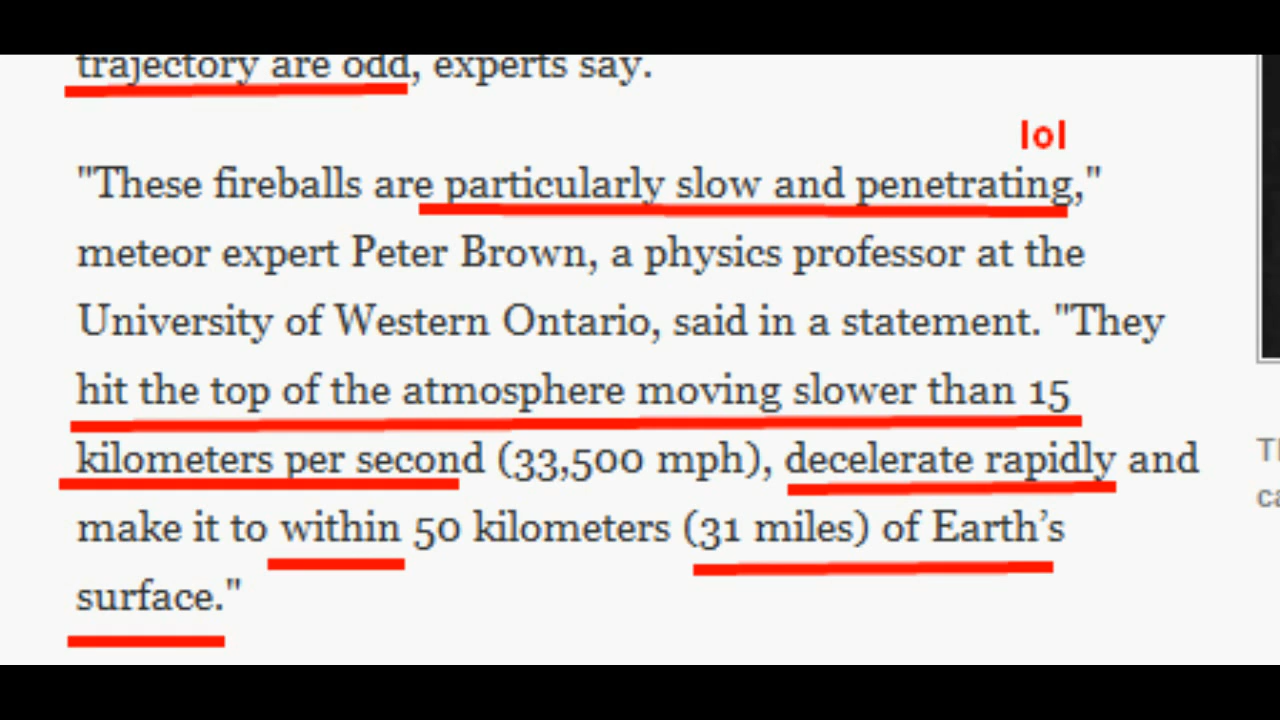 trajectory are odd, experts say.
lol
"These fireballs are particularly slow and penetrating,"
meteor expert Peter Brown, a physics professor at the
University of Western Ontario, said in a statement. "They
hit the top of the atmosphere moving slower than 15
kilometers per second (33,500 mph), decelerate rapidly and
make it to within 50 kilometers (31 miles) of Earth’s
surface."